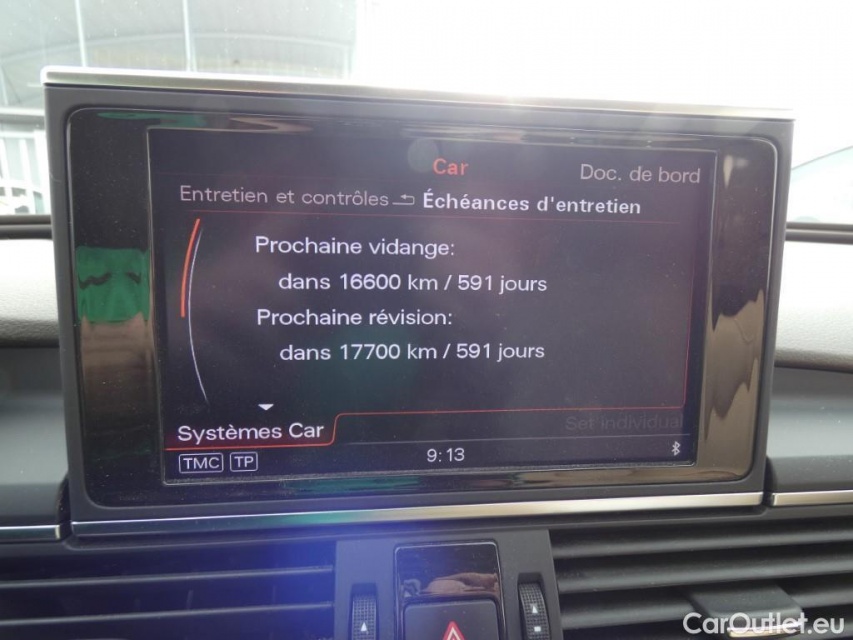 Car
Doc. de bord
Entretien et contrôles Échéances d'entretien
Prochaine vidange:
dans 16600 km / 591 jours
Prochaine révision:
dans 17700 km / 591 jours
Set individual
Systèmes Car
TMC TP 9:13
CarOutlet.eu